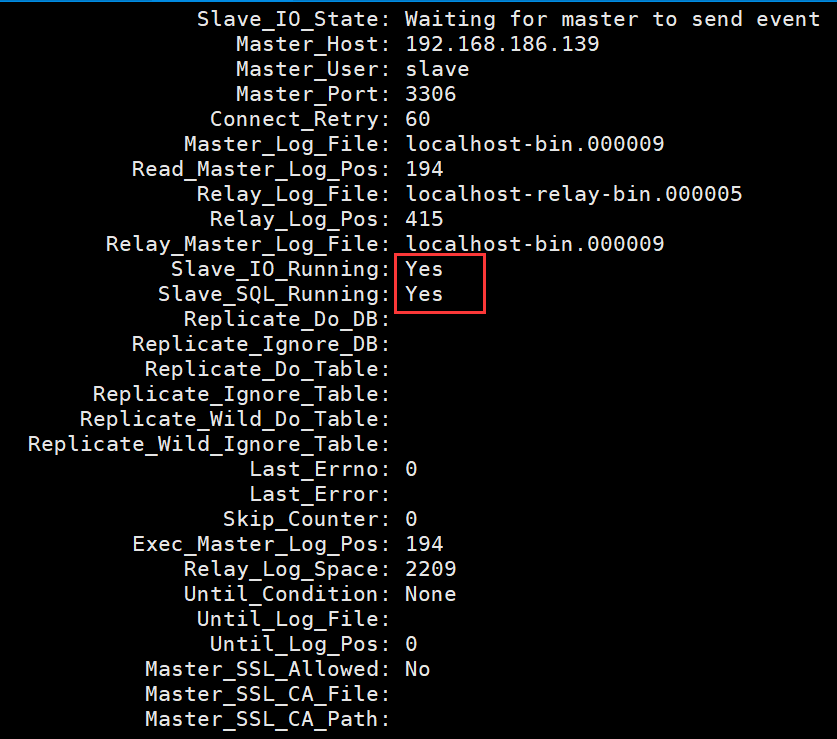 Slave_IO_State: Waiting for master to send event
Master_Host: 192.168.186.139
Master_User: slave
Master_Port: 3306
Connect_Retry: 60
Master_Log_File: localhost-bin.000009
Read_Master_Log_Pos: 194
Relay_Log_File: localhost-relay-bin.000005
Relay_Log_Pos: 415
Relay_Master_Log_File: localhost-bin.000009
Slave_IO_Running: Yes
Slave_SQL_Running: Yes
Replicate_Do_DB:
Replicate_Ignore_DB:
Replicate_Do_Table:
Replicate_Ignore_Table:
Replicate_Wild_Do_Table:
Replicate_Wild_Ignore_Table:
Last_Errno: 0
Last_Error:
Skip_Counter: 0
Exec_Master_Log_Pos: 194
Relay_Log_Space: 2209
Until_Condition: None
Until_Log_File:
Until_Log_Pos: 0
Master_SSL_Allowed: No
Master_SSL_CA_File:
Master_SSL_CA_Path: